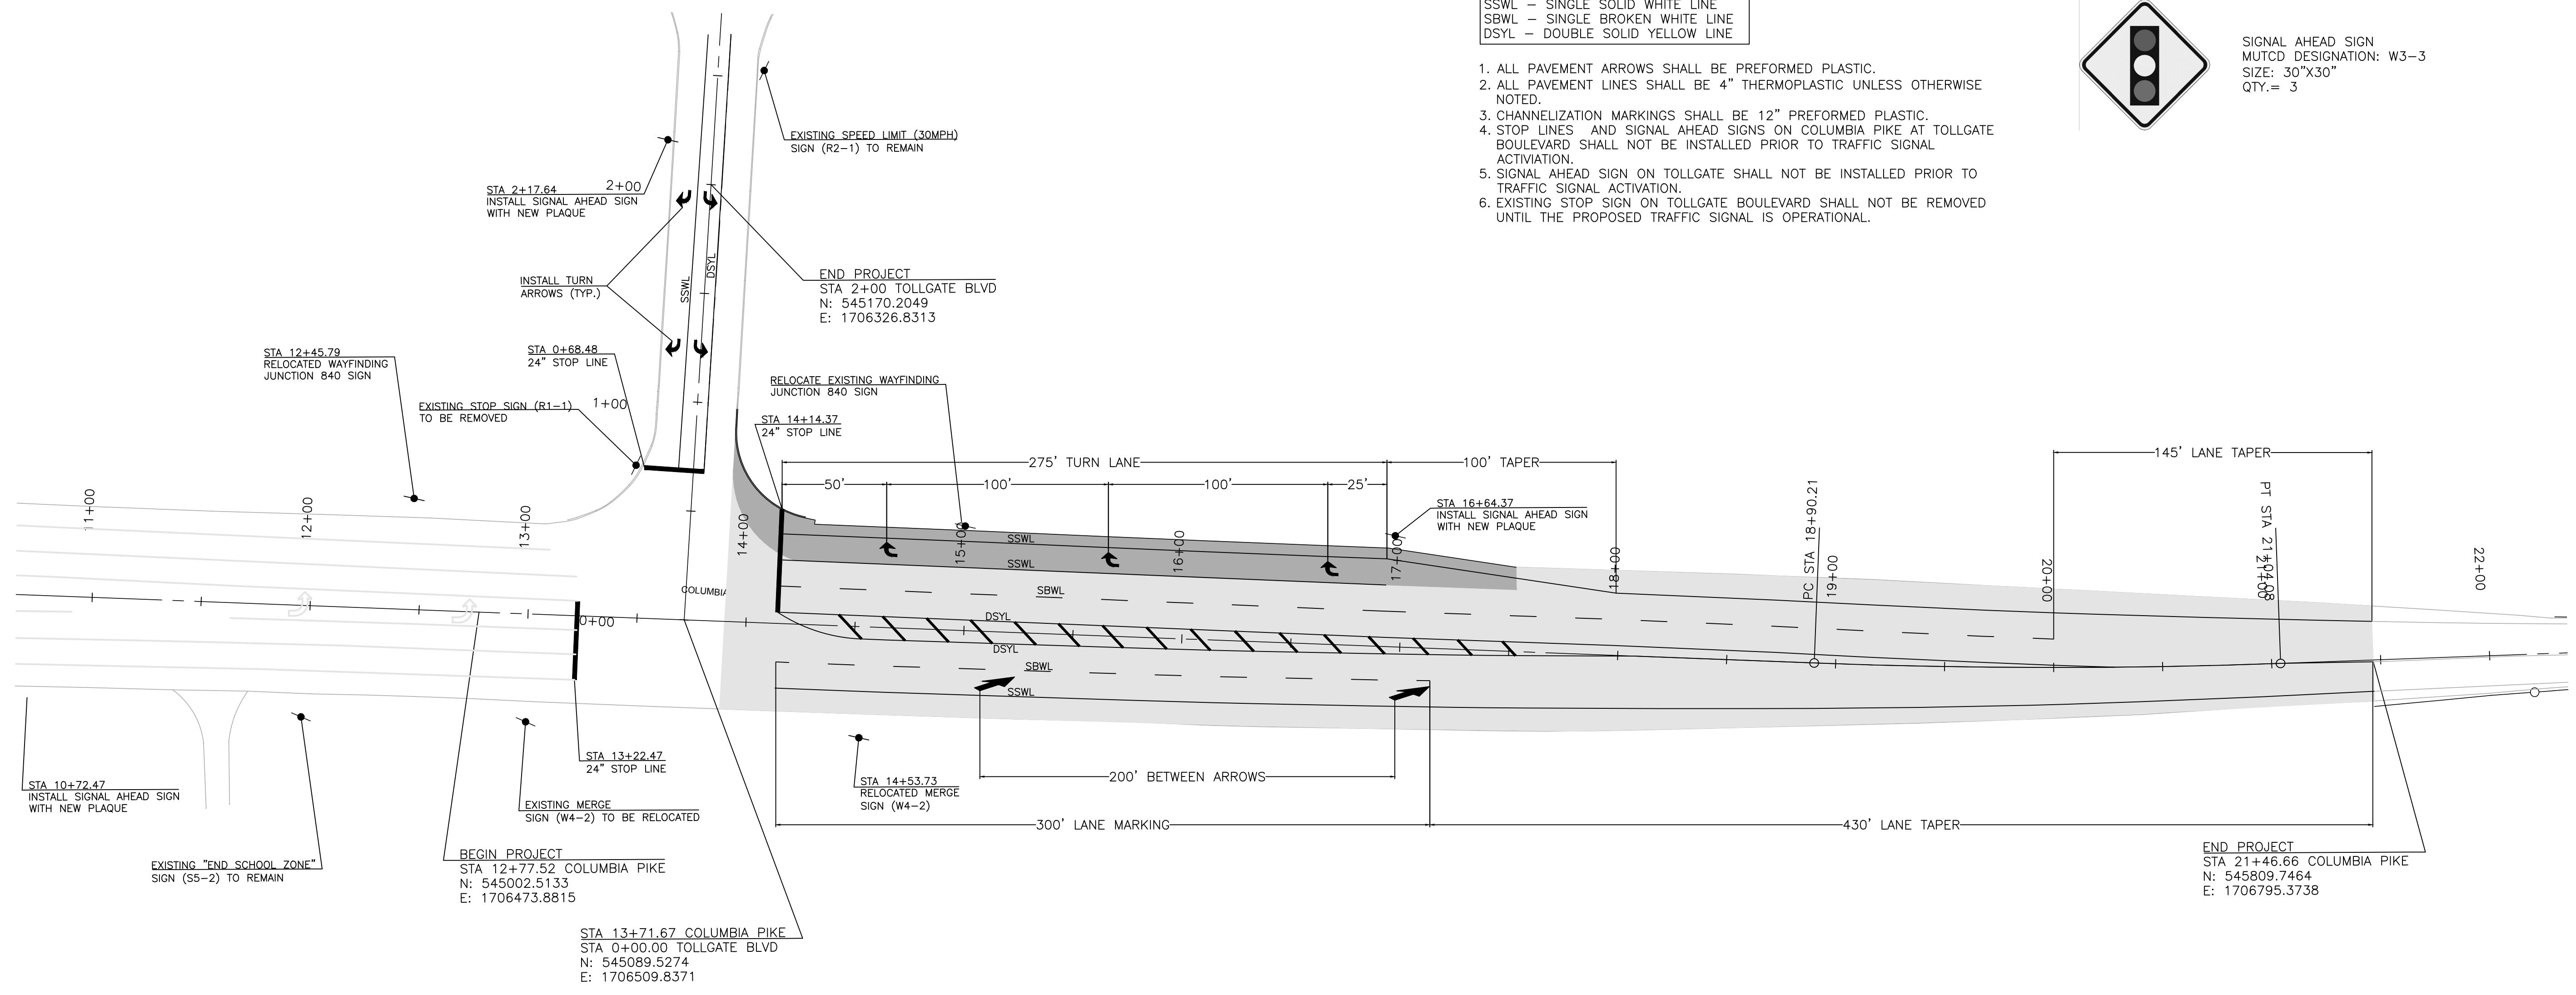 SSWL – SINGLE SOLID WHITE LINE
SBWL – SINGLE BROKEN WHITE LINE
DSYL – DOUBLE SOLID YELLOW LINE
1. ALL PAVEMENT ARROWS SHALL BE PREFORMED PLASTIC.
2. ALL PAVEMENT LINES SHALL BE 4" THERMOPLASTIC UNLESS OTHERWISE
NOTED.
3. CHANNELIZATION MARKINGS SHALL BE 12" PREFORMED PLASTIC.
4. STOP LINES AND SIGNAL AHEAD SIGNS ON COLUMBIA PIKE AT TOLLGATE
BOULEVARD SHALL NOT BE INSTALLED PRIOR TO TRAFFIC SIGNAL
ACTIVIATION.
5. SIGNAL AHEAD SIGN ON TOLLGATE SHALL NOT BE INSTALLED PRIOR TO
TRAFFIC SIGNAL ACTIVATION.
6. EXISTING STOP SIGN ON TOLLGATE BOULEVARD SHALL NOT BE REMOVED
UNTIL THE PROPOSED TRAFFIC SIGNAL IS OPERATIONAL.
SIGNAL AHEAD SIGN
MUTCD DESIGNATION: W3-3
SIZE: 30"X30"
QTY.= 3
EXISTING SPEED LIMIT (30MPH)
SIGN (R2-1) TO REMAIN
STA 2+17.64
INSTALL SIGNAL AHEAD SIGN
WITH NEW PLAQUE
2+00
INSTALL TURN
ARROWS (TYP.)
SSWL
DSYL
END PROJECT
STA 2+00 TOLLGATE BLVD
N: 545170.2049
E: 1706326.8313
STA 12+45.79
RELOCATED WAYFINDING
JUNCTION 840 SIGN
STA 0+68.48
24" STOP LINE
EXISTING STOP SIGN (R1-1)
TO BE REMOVED
1+00
RELOCATE EXISTING WAYFINDING
JUNCTION 840 SIGN
STA 14+14.37
24" STOP LINE
275' TURN LANE
100' TAPER
145' LANE TAPER
50'
100'
100'
25'
STA 16+64.37
INSTALL SIGNAL AHEAD SIGN
WITH NEW PLAQUE
11+00
12+00
13+00
14+00
15+00
16+00
17+00
18+00
PC STA 18+90.21
19+00
20+00
PT STA 21+04.08
21+00
22+00
SSWL
SSWL
SBWL
COLUMBIA
0+00
DSYL
DSYL
SBWL
SSWL
STA 10+72.47
INSTALL SIGNAL AHEAD SIGN
WITH NEW PLAQUE
STA 13+22.47
24" STOP LINE
EXISTING MERGE
SIGN (W4-2) TO BE RELOCATED
STA 14+53.73
RELOCATED MERGE
SIGN (W4-2)
200' BETWEEN ARROWS
300' LANE MARKING
430' LANE TAPER
EXISTING "END SCHOOL ZONE"
SIGN (S5-2) TO REMAIN
BEGIN PROJECT
STA 12+77.52 COLUMBIA PIKE
N: 545002.5133
E: 1706473.8815
END PROJECT
STA 21+46.66 COLUMBIA PIKE
N: 545809.7464
E: 1706795.3738
STA 13+71.67 COLUMBIA PIKE
STA 0+00.00 TOLLGATE BLVD
N: 545089.5274
E: 1706509.8371